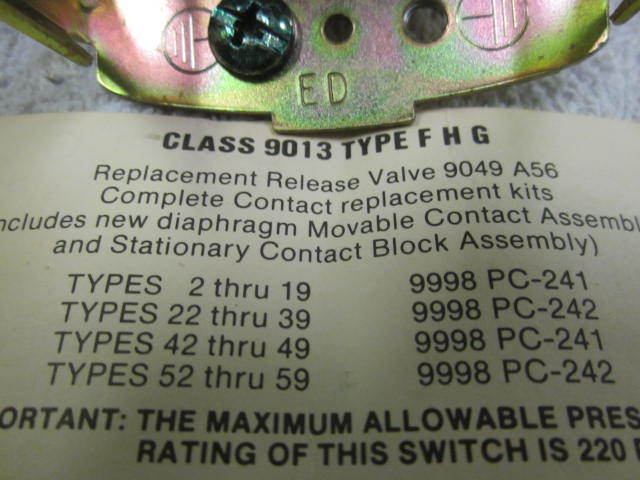 ED
CLASS 9013 TYPE F H G
Replacement Release Valve 9049 A56
Complete Contact replacement kits
ncludes new diaphragm Movable Contact Assembl
and Stationary Contact Block Assembly)
TYPES 2 thru 19 9998 PC-241
TYPES 22 thru 39 9998 PC-242
TYPES 42 thru 49 9998 PC-241
TYPES 52 thru 59 9998 PC-242
ORTANT: THE MAXIMUM ALLOWABLE PRES
RATING OF THIS SWITCH IS 220